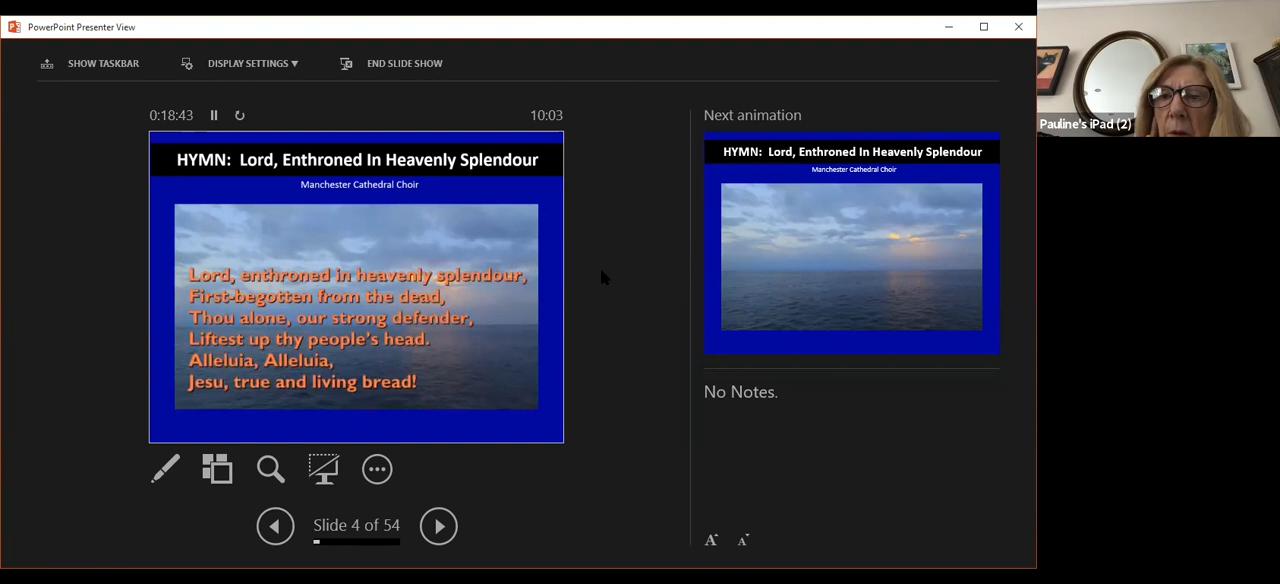 PowerPoint Presenter View
SHOW TASKBAR
DISPLAY SETTINGS ▾
END SLIDE SHOW
0:18:43
10:03
HYMN: Lord, Enthroned In Heavenly Splendour
Manchester Cathedral Choir
Lord, enthroned in heavenly splendour,
First-begotten from the dead,
Thou alone, our strong defender,
Liftest up thy people's head.
Alleluia, Alleluia,
Jesu, true and living bread!
Slide 4 of 54
Next animation
HYMN: Lord, Enthroned In Heavenly Splendour
Manchester Cathedral Choir
No Notes.
A A
Pauline's iPad (2)